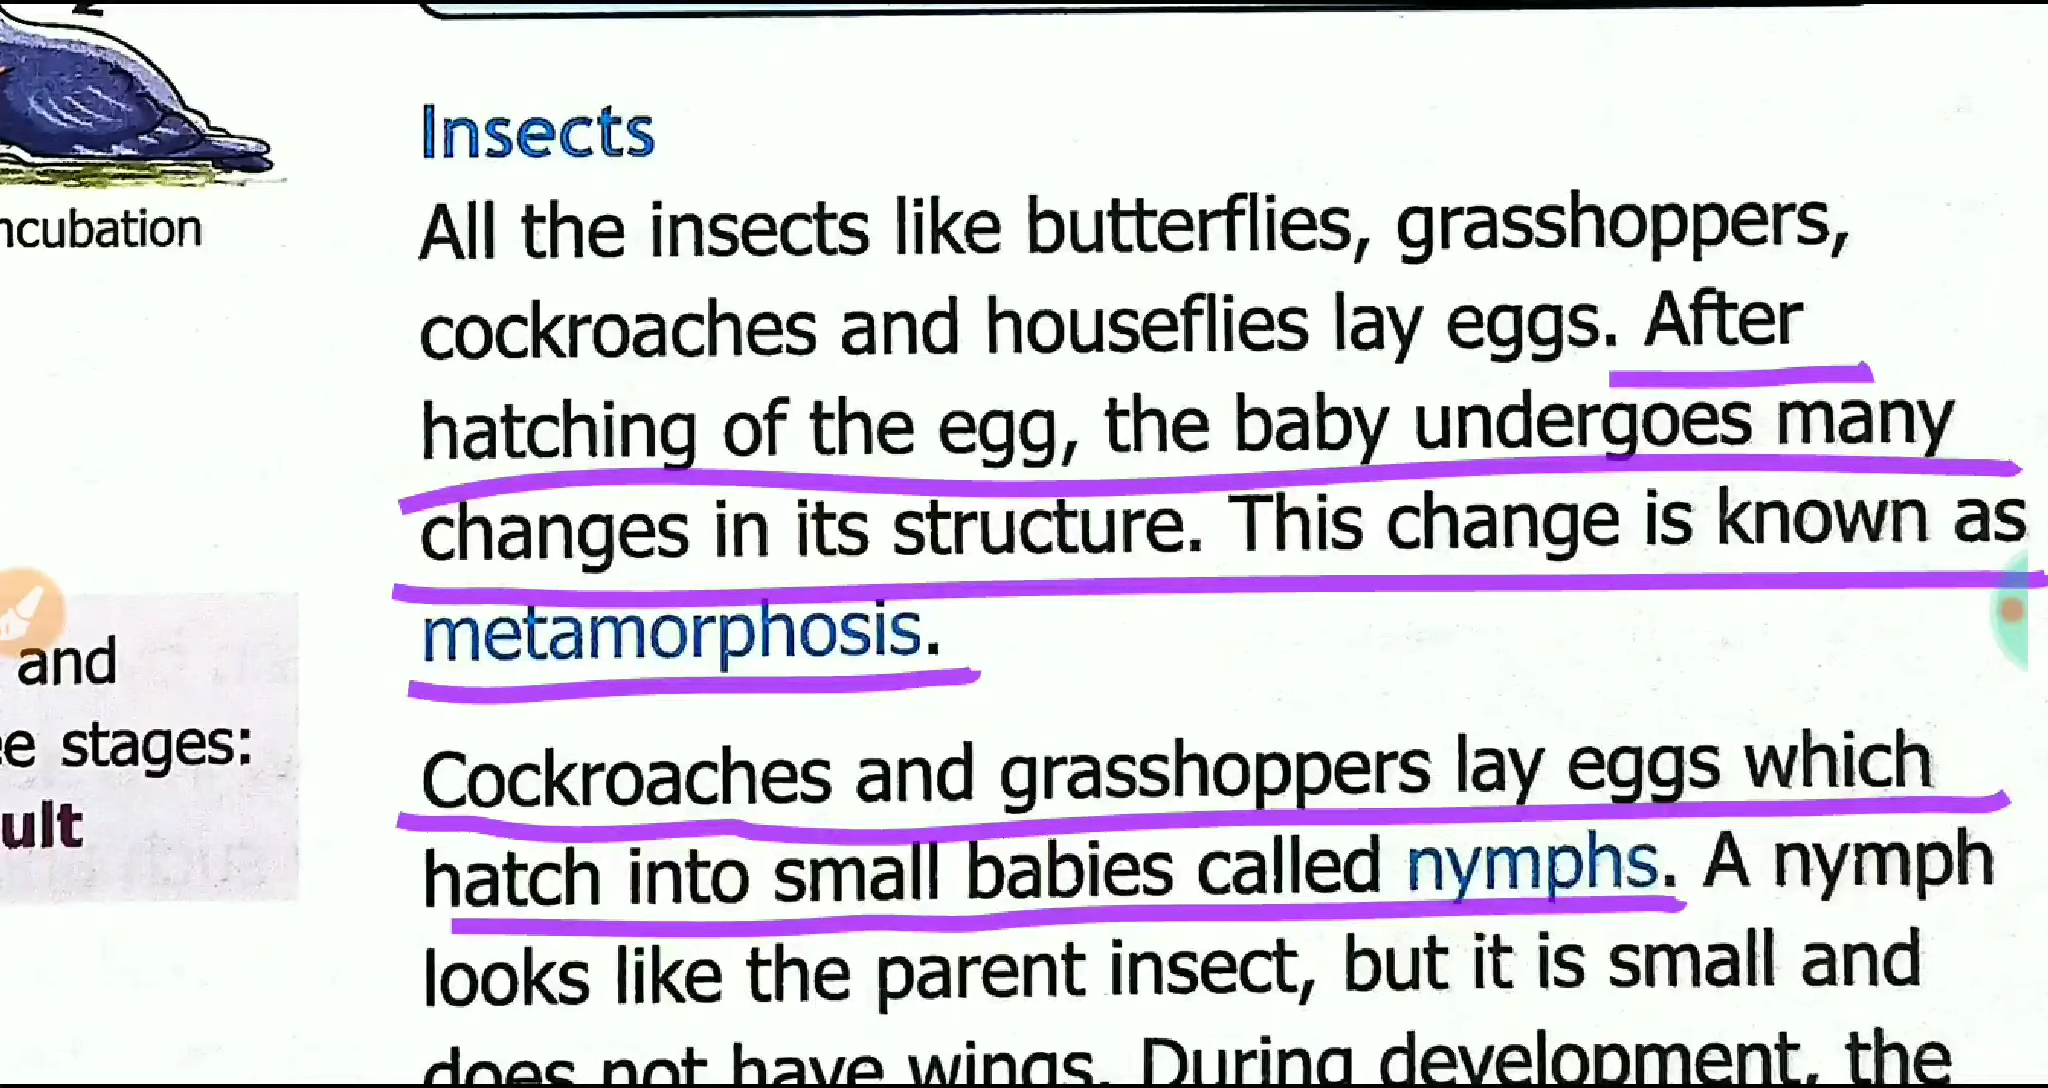 ncubation
and
e stages:
ult
Insects
All the insects like butterflies, grasshoppers,
cockroaches and houseflies lay eggs. After
hatching of the egg, the baby undergoes many
changes in its structure. This change is known as
metamorphosis.
Cockroaches and grasshoppers lay eggs which
hatch into small babies called nymphs. A nymph
looks like the parent insect, but it is small and
does not have wings. During development, the